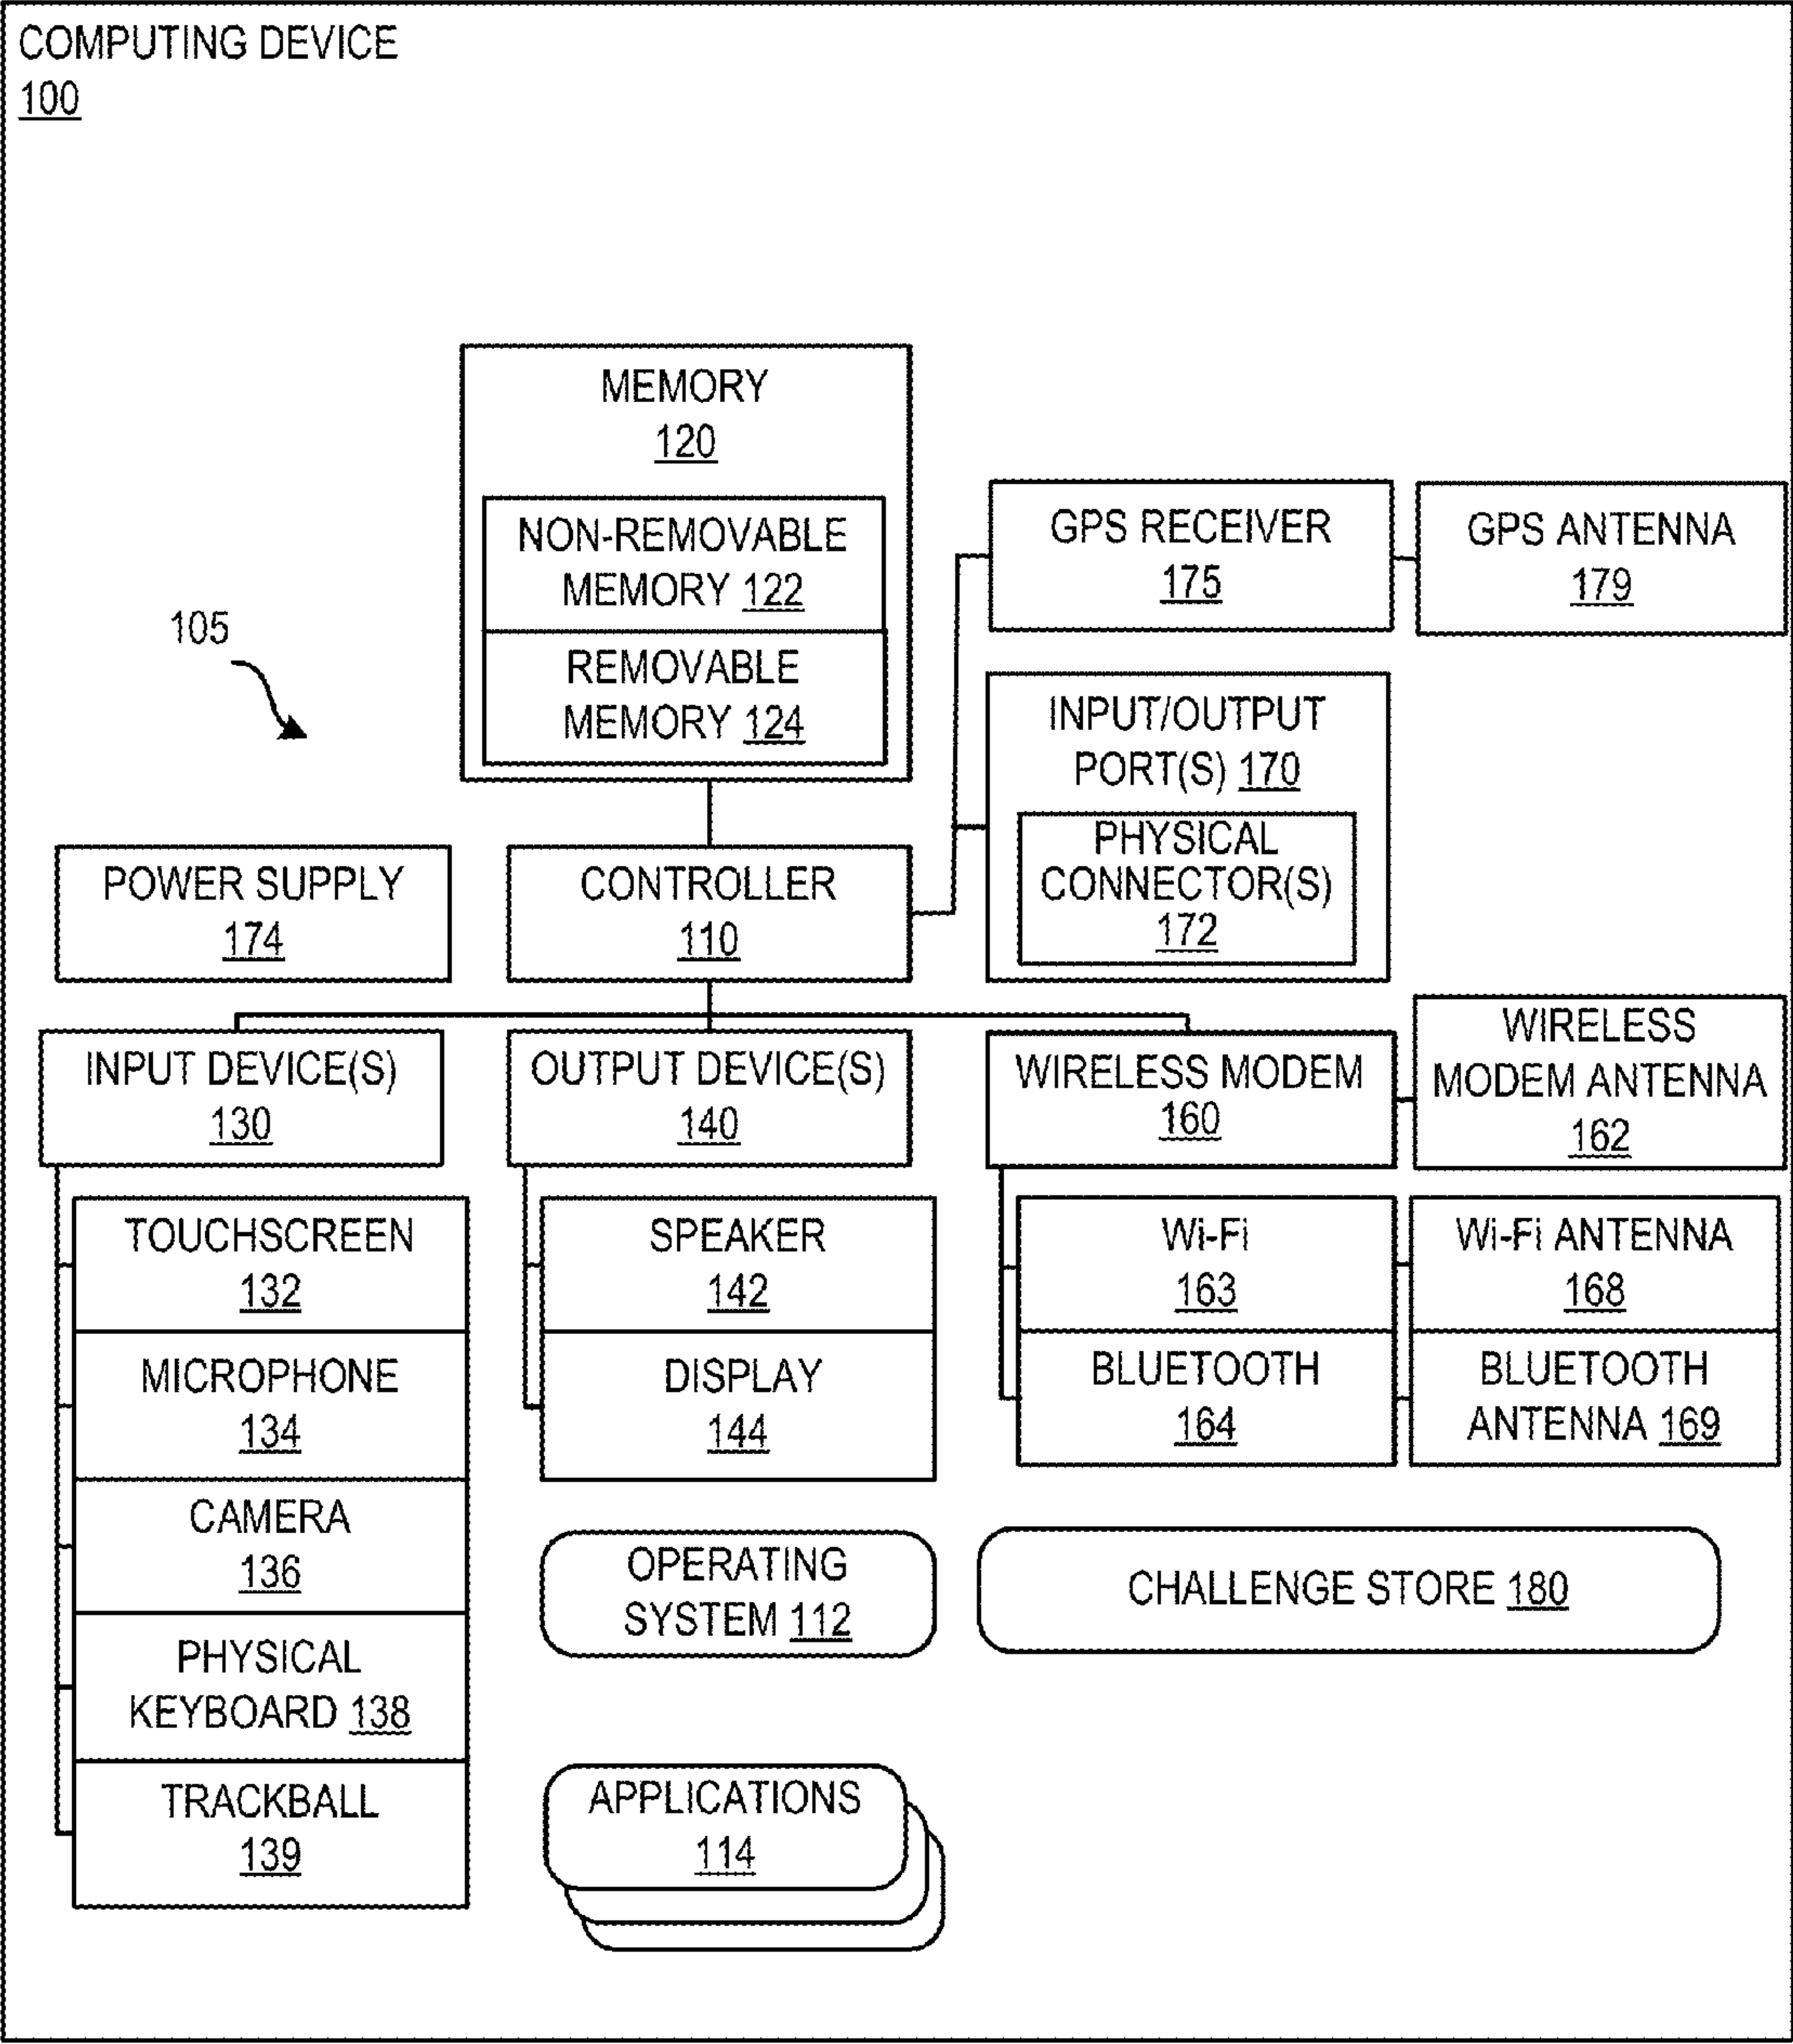 COMPUTING DEVICE
100
MEMORY
120
NON-REMOVABLE
MEMORY 122
REMOVABLE
MEMORY 124
105
GPS RECEIVER
175
GPS ANTENNA
179
INPUT/OUTPUT
PORT(S) 170
PHYSICAL
CONNECTOR(S)
172
POWER SUPPLY
174
CONTROLLER
110
INPUT DEVICE(S)
130
OUTPUT DEVICE(S)
140
WIRELESS MODEM
160
WIRELESS
MODEM ANTENNA
162
TOUCHSCREEN
132
MICROPHONE
134
CAMERA
136
PHYSICAL
KEYBOARD 138
TRACKBALL
139
SPEAKER
142
DISPLAY
144
Wi-Fi
163
BLUETOOTH
164
Wi-Fi ANTENNA
168
BLUETOOTH
ANTENNA 169
OPERATING
SYSTEM 112
CHALLENGE STORE 180
APPLICATIONS
114